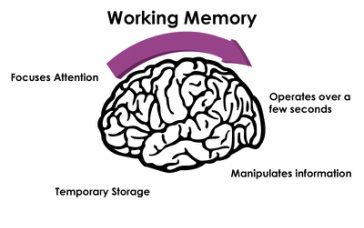 Working Memory
Focuses Attention
Operates over a
few seconds
Manipulates information
Temporary Storage